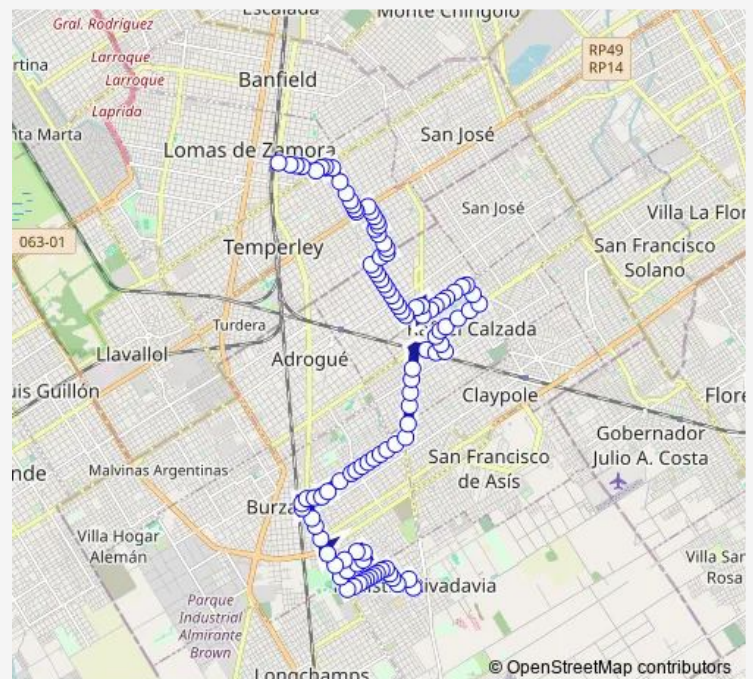 Escalada
Monte Chingolo
Gral. Rodríguez
RP49
RP14
Larroque
Larroque
Banfield
Laprida
San José
Lomas de Zamora
San José
Villa La Flor
063-01
Temperley
San Francisco
Solano
Turdera
Calzada
Llavallol
Adrogué
Claypole
Flore
Gobernador
Julio A. Costa
San Francisco
de Asís
Malvinas Argentinas
Burza
Villa Hogar
Alemán
Villa Sar
Rosa
Rivadavia
Parque
Industrial
Almirante
Brown
Longchamps
© OpenStreetMap contributors